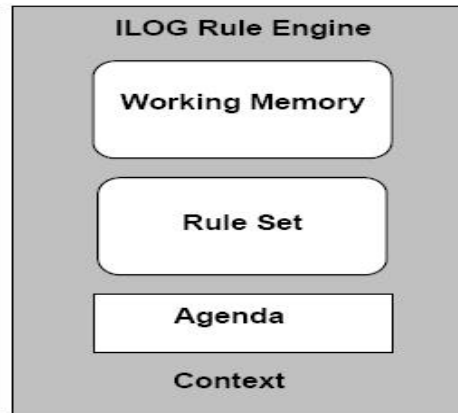 ILOG Rule Engine
Working Memory
Rule Set
Agenda
Context